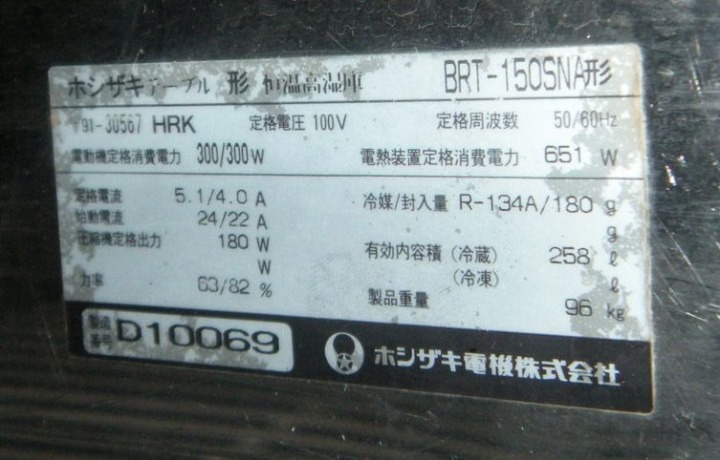 ホシザキテーブル形 恒温高湿庫 BRT-150SNA形
91-30567 HRK 定格電圧 100V 定格周波数 50/60Hz
電動機定格消費電力 300/300W 電熱装置定格消費電力 651 W
定格電流 5.1/4.0 A 冷媒/封入量 R-134A/180 g
始動電流 24/22 A g
圧縮機定格出力 180 W 有効内容積 (冷蔵) 258 ℓ
W (冷凍) ℓ
力率 63/82 % 製品重量 96 kg
製造番号 D10069 ホシザキ電機株式会社